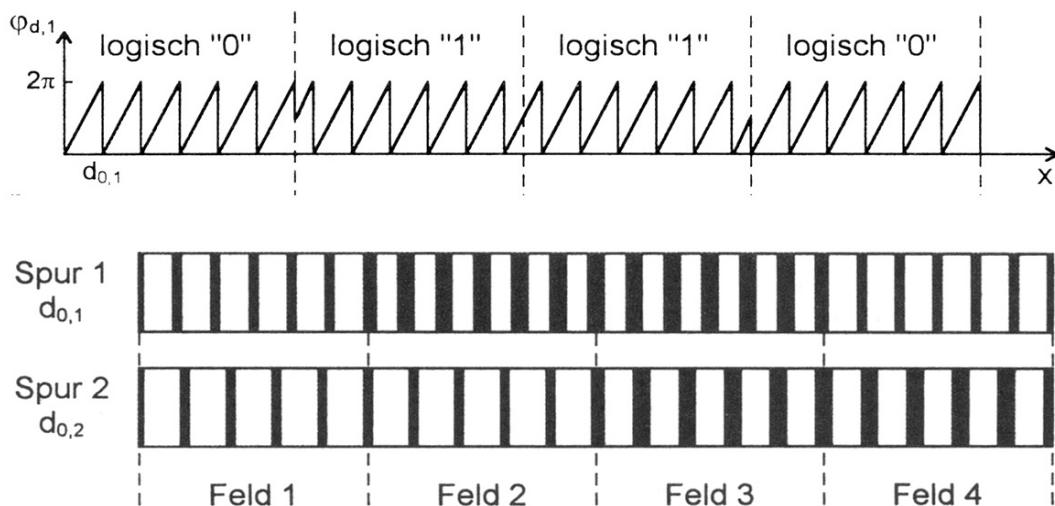 φd,1
logisch "0" logisch "1" logisch "1" logisch "0"
2π
d0,1
x
Spur 1
d0,1
Spur 2
d0,2
Feld 1 Feld 2 Feld 3 Feld 4